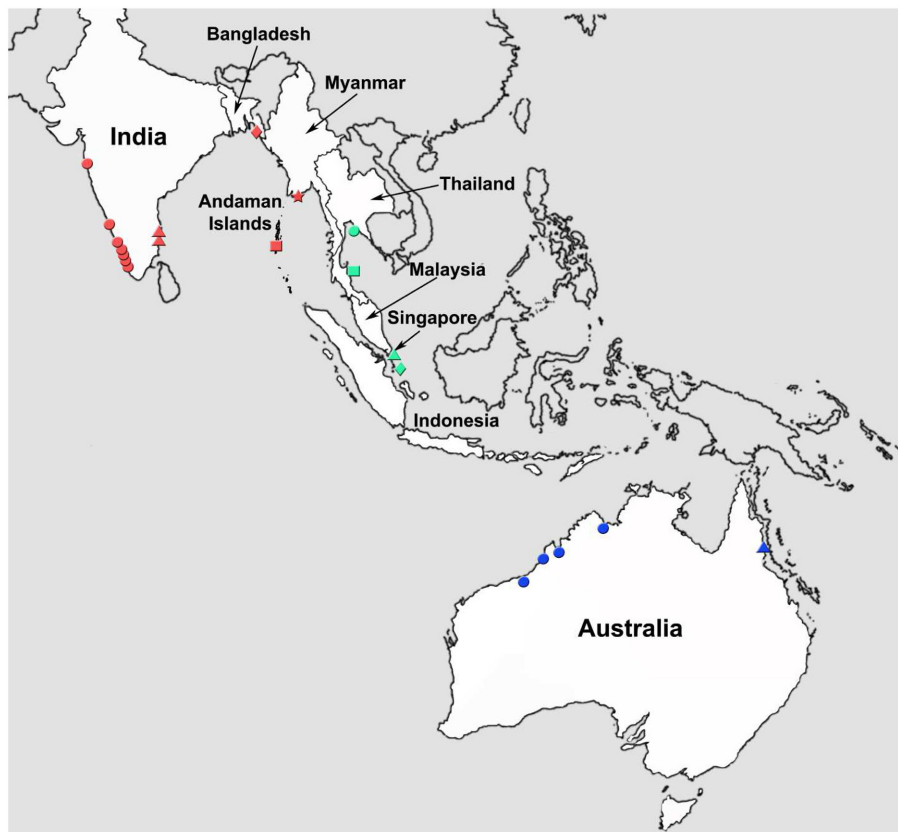 Bangladesh
Myanmar
India
Thailand
Andaman
Islands
Malaysia
Singapore
Indonesia
Australia